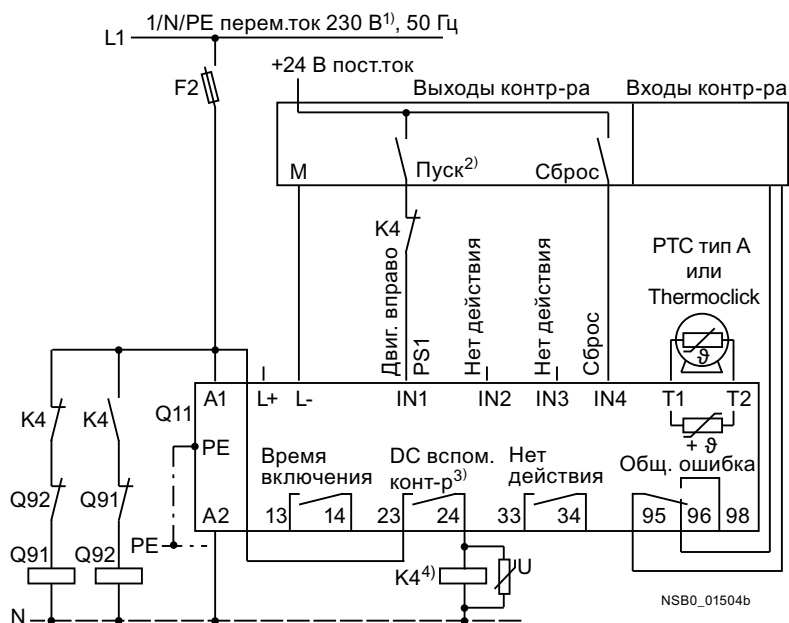 1/N/PE перем.ток 230 В1), 50 Гц
L1
+24 В пост.ток
F2
Выходы контр-ра
Входы контр-ра
M
Пуск2)
Сброс
K4
Двиг. вправо
PS1
Нет действия
Нет действия
Сброс
PTC тип A
или
Thermoclick
ϑ
A1
L+
L-
IN1
IN2
IN3
IN4
T1
T2
K4
K4
Q11
PE
+ ϑ
Время
включения
DC вспом.
конт-р3)
Нет
действия
Общ. ошибка
Q92
Q91
A2
13
14
23
24
33
34
95
96
98
PE
Q91
Q92
K44)
U
NSB0_01504b
N